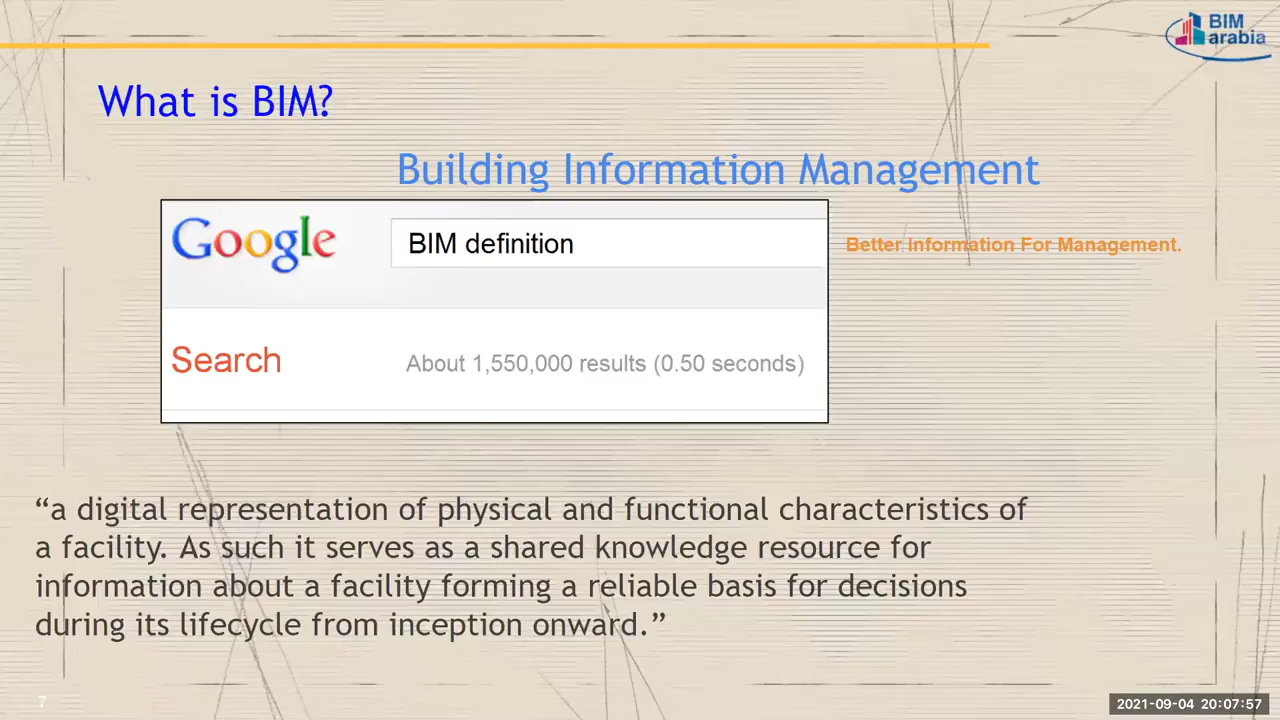 BIM
arabia
What is BIM?
Building Information Management
Google
BIM definition
Better Information For Management.
Search
About 1,550,000 results (0.50 seconds)
“a digital representation of physical and functional characteristics of
a facility. As such it serves as a shared knowledge resource for
information about a facility forming a reliable basis for decisions
during its lifecycle from inception onward.”
7
2021-09-04 20:07:57